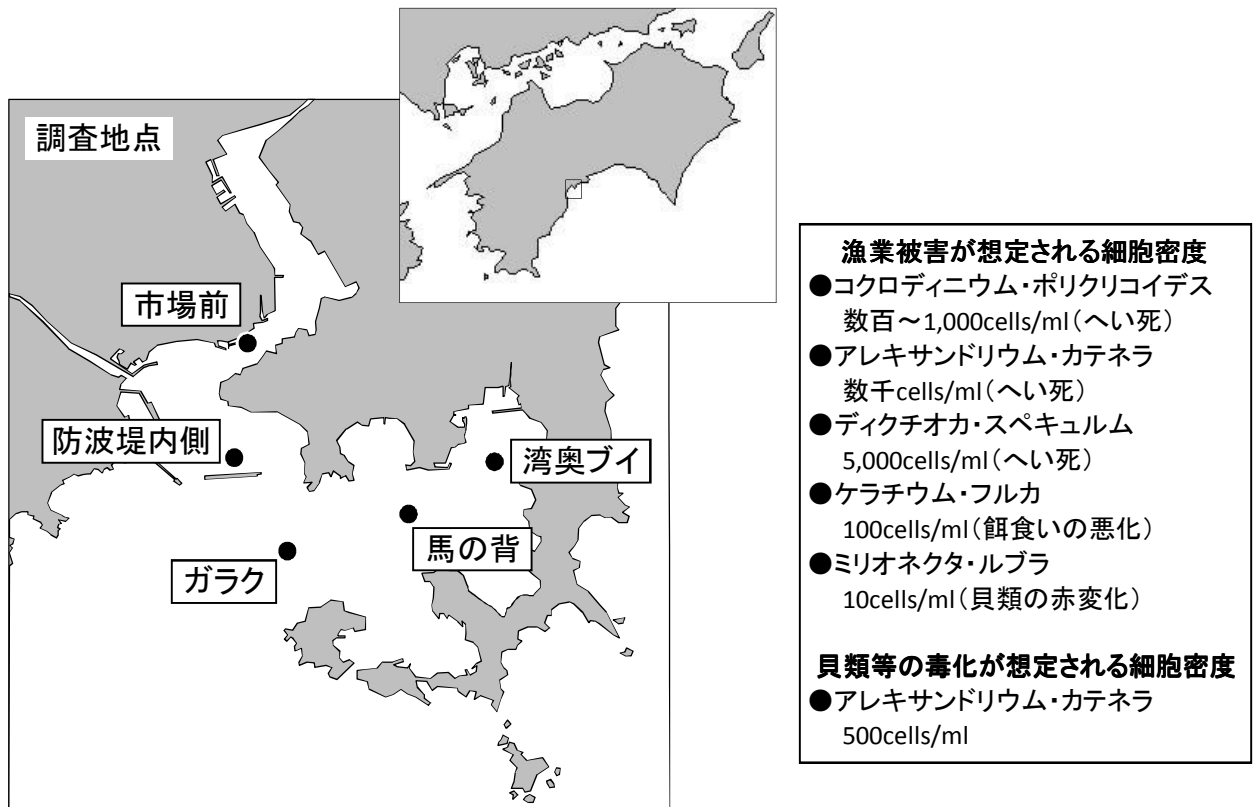 調査地点
市場前
防波堤内側
湾奥ブイ
馬の背
ガラク
漁業被害が想定される細胞密度
●コクロディニウム・ポリクリコイデス
数百～1,000cells/ml(へい死)
●アレキサンドリウム・カテネラ
数千cells/ml(へい死)
●ディクチオカ・スペキュルム
5,000cells/ml(へい死)
●ケラチウム・フルカ
100cells/ml(餌食いの悪化)
●ミリオネクタ・ルブラ
10cells/ml(貝類の赤変化)
貝類等の毒化が想定される細胞密度
●アレキサンドリウム・カテネラ
500cells/ml